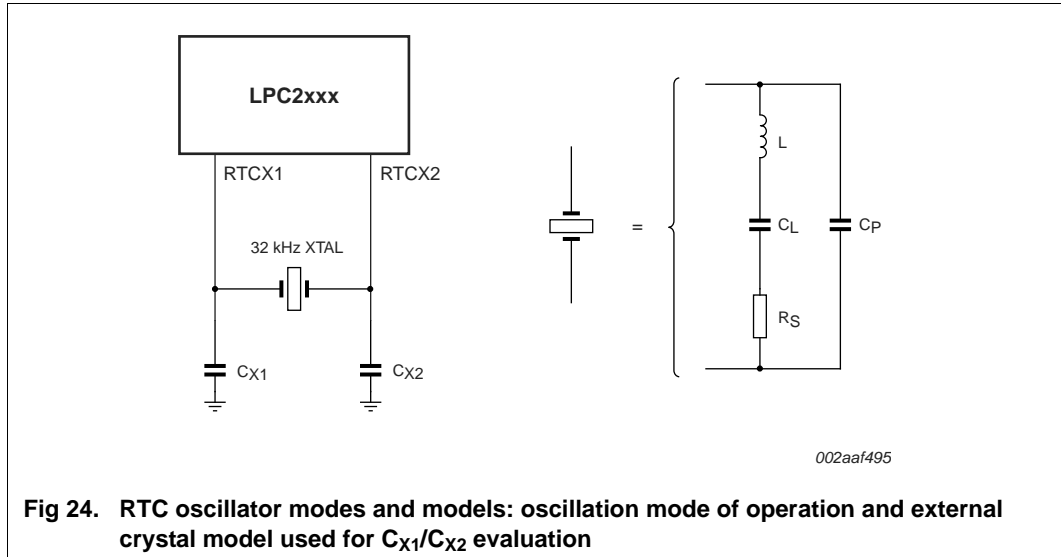 LPC2xxx
RTCX1
RTCX2
32 kHz XTAL
CX1
CX2
=
L
CL
CP
RS
002aaf495
Fig 24. RTC oscillator modes and models: oscillation mode of operation and external
crystal model used for CX1/CX2 evaluation